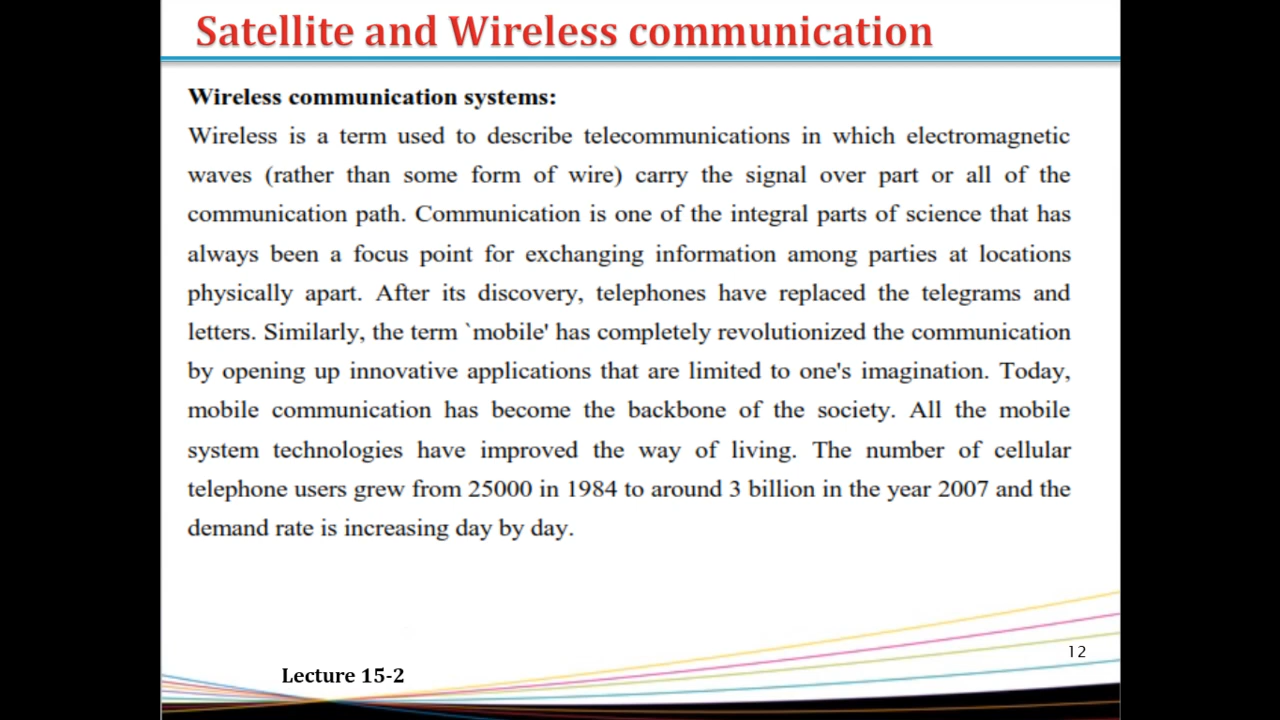 Satellite and Wireless communication
Wireless communication systems:
Wireless is a term used to describe telecommunications in which electromagnetic
waves (rather than some form of wire) carry the signal over part or all of the
communication path. Communication is one of the integral parts of science that has
always been a focus point for exchanging information among parties at locations
physically apart. After its discovery, telephones have replaced the telegrams and
letters. Similarly, the term `mobile' has completely revolutionized the communication
by opening up innovative applications that are limited to one's imagination. Today,
mobile communication has become the backbone of the society. All the mobile
system technologies have improved the way of living. The number of cellular
telephone users grew from 25000 in 1984 to around 3 billion in the year 2007 and the
demand rate is increasing day by day.
12
Lecture 15-2